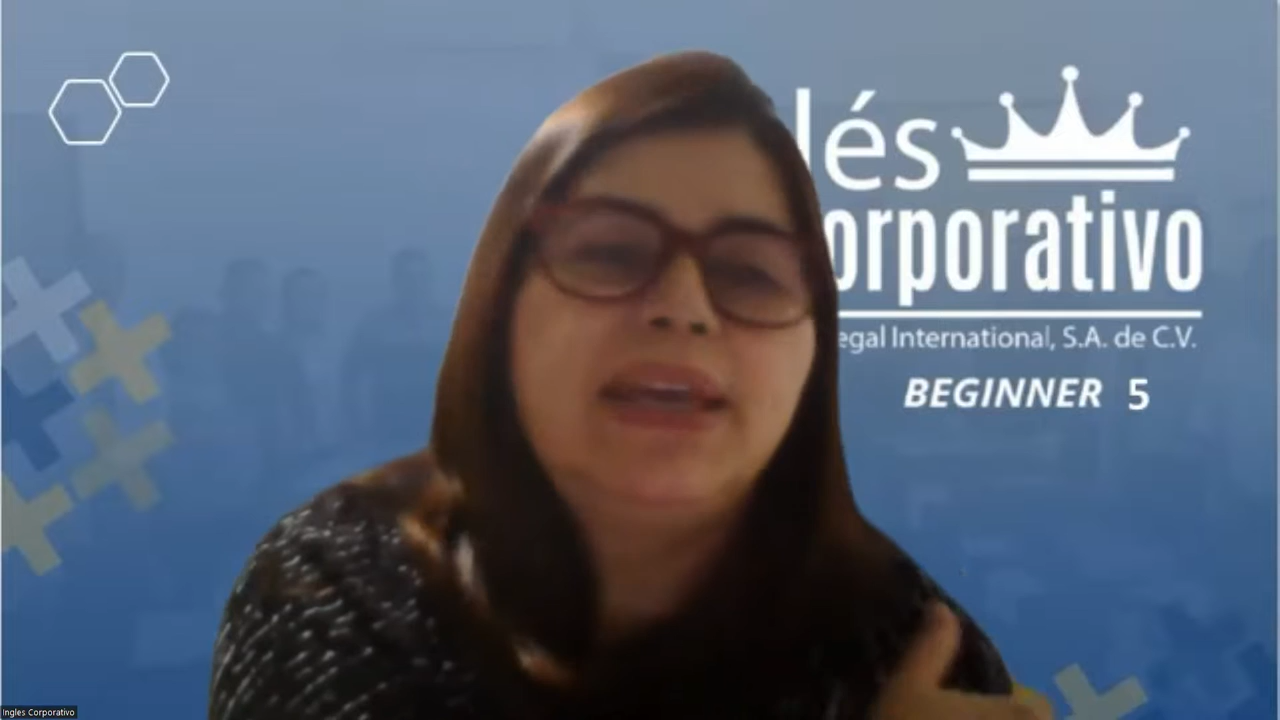 lés
orporativo
egal International, S.A. de C.V.
BEGINNER 5
Ingles Corporativo